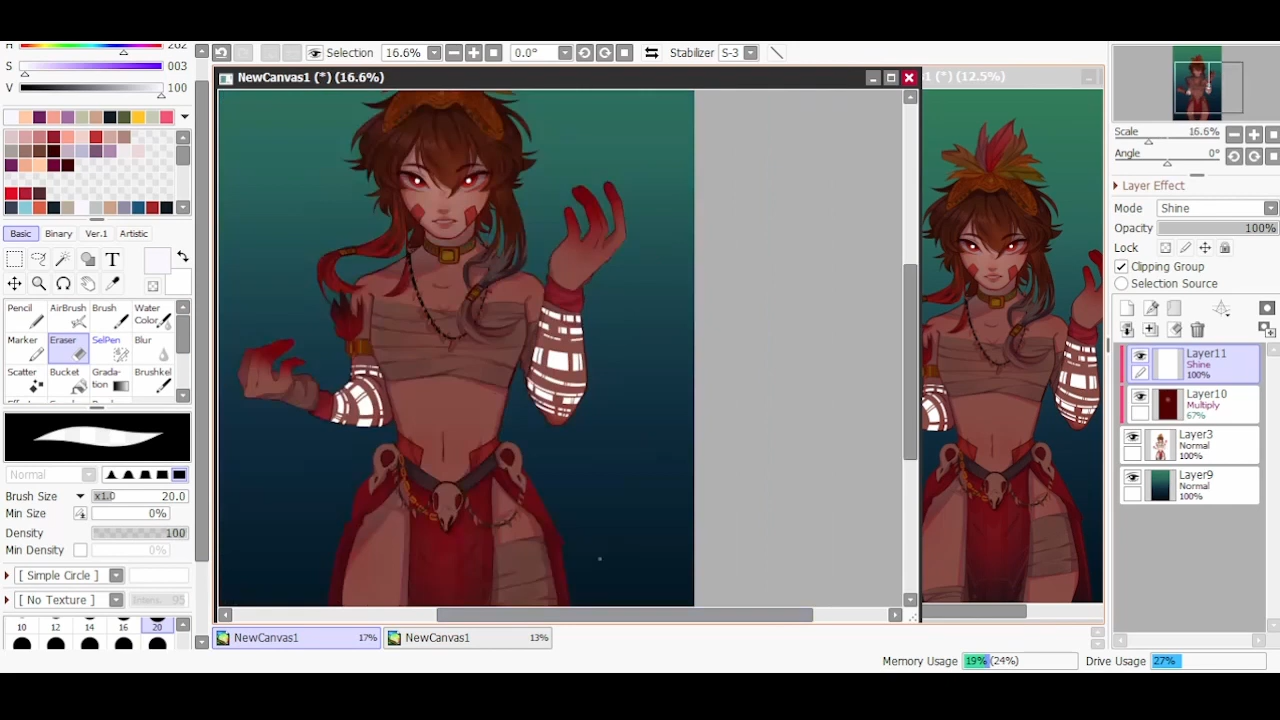 H 262
S 003
V 100
Selection 16.6% 0.0° Stabilizer S-3
NewCanvas1 (*) (16.6%)
1 (*) (12.5%)
Basic Binary Ver.1 Artistic
T
Pencil AirBrush Brush Water Color
Marker Eraser SelPen Blur
Scatter Bucket Gradation Brushkel
Normal
Brush Size x1.0 20.0
Min Size 0%
Density 100
Min Density 0%
[ Simple Circle ]
[ No Texture ] Intens. 95
10 12 14 16 20
Scale 16.6%
Angle 0°
Layer Effect
Mode Shine
Opacity 100%
Lock
Clipping Group
Selection Source
Layer11
Shine
100%
Layer10
Multiply
67%
Layer3
Normal
100%
Layer9
Normal
100%
NewCanvas1 17% NewCanvas1 13%
Memory Usage 19% (24%) Drive Usage 27%